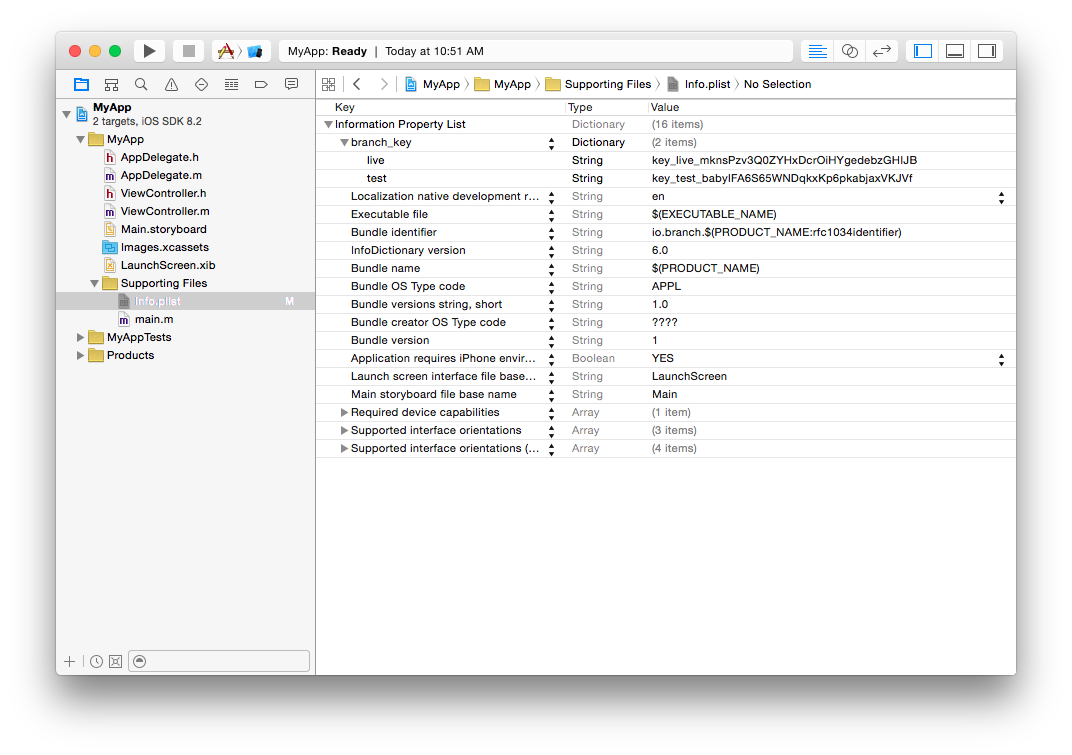 MyApp: Ready | Today at 10:51 AM
MyApp
MyApp
Supporting Files
Info.plist
No Selection
MyApp
2 targets, iOS SDK 8.2
MyApp
h AppDelegate.h
m AppDelegate.m
h ViewController.h
m ViewController.m
Main.storyboard
Images.xcassets
LaunchScreen.xib
Supporting Files
Info.plist M
m main.m
MyAppTests
Products
Key Type Value
Information Property List Dictionary (16 items)
branch_key Dictionary (2 items)
live String key_live_mknsPzv3Q0ZYHxDcrOiHYgedebzGHIJB
test String key_test_babyIFA6S65WNDqkxKp6pkabjaxVKJVf
Localization native development r... String en
Executable file String $(EXECUTABLE_NAME)
Bundle identifier String io.branch.$(PRODUCT_NAME:rfc1034identifier)
InfoDictionary version String 6.0
Bundle name String $(PRODUCT_NAME)
Bundle OS Type code String APPL
Bundle versions string, short String 1.0
Bundle creator OS Type code String ????
Bundle version String 1
Application requires iPhone envir... Boolean YES
Launch screen interface file base... String LaunchScreen
Main storyboard file base name String Main
Required device capabilities Array (1 item)
Supported interface orientations Array (3 items)
Supported interface orientations (... Array (4 items)